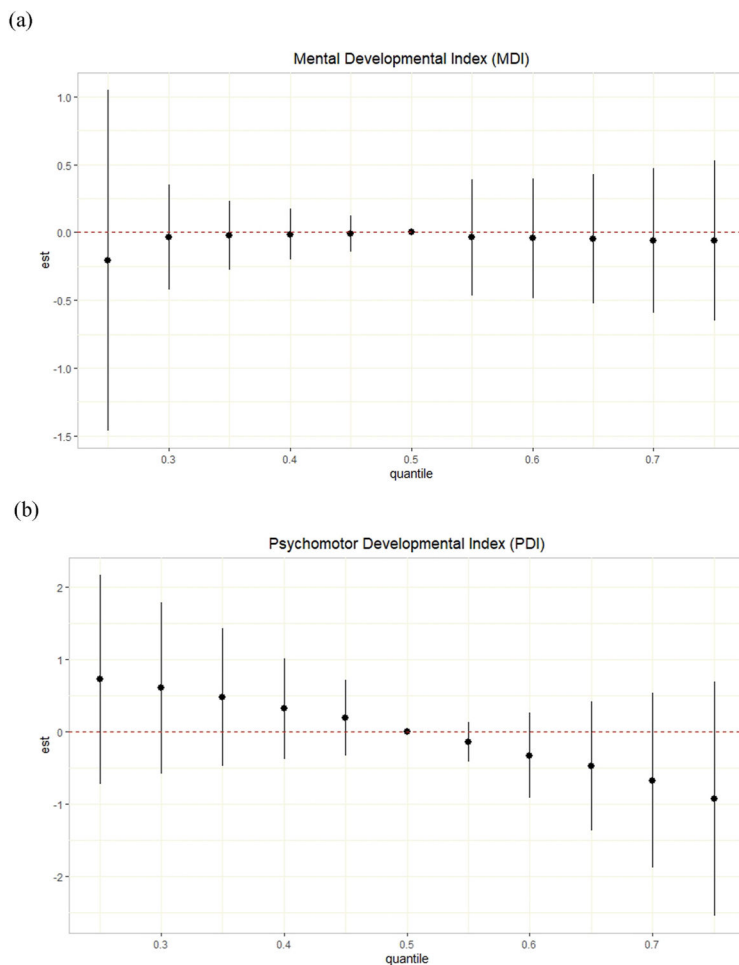 (a)
Mental Developmental Index (MDI)
1.0
0.5
0.0
-0.5
-1.0
-1.5
est
0.3 0.4 0.5 0.6 0.7
quantile
(b)
Psychomotor Developmental Index (PDI)
2
1
0
-1
-2
est
0.3 0.4 0.5 0.6 0.7
quantile